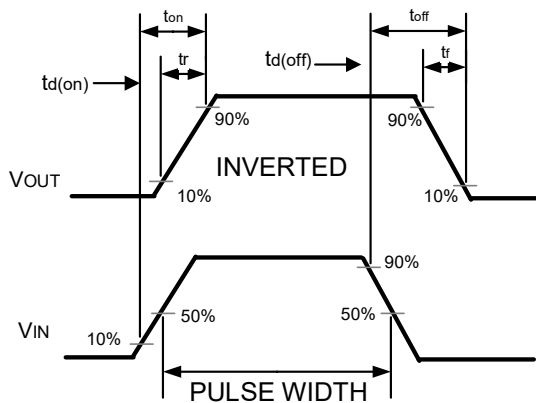 ton
toff
tr
tf
td(on)
td(off)
90%
90%
VOUT
INVERTED
10%
10%
90%
50%
50%
VIN
10%
PULSE WIDTH